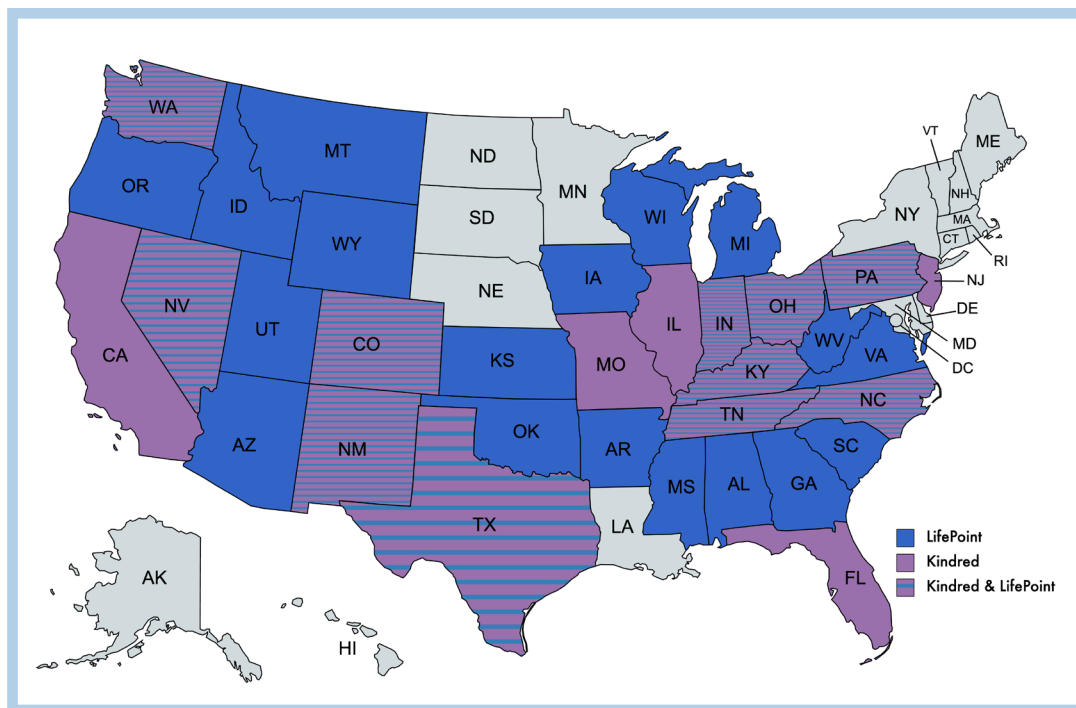 WA
MT
ND
MN
VT
ME
OR
ID
SD
WI
MI
NH
NY
MA
CT
RI
WY
IA
NE
PA
NJ
NV
UT
CO
IL
IN
OH
DE
MD
DC
CA
KS
MO
WV
VA
KY
AZ
NM
OK
AR
TN
NC
SC
MS
AL
GA
TX
LA
LifePoint
Kindred
Kindred & LifePoint
AK
FL
HI